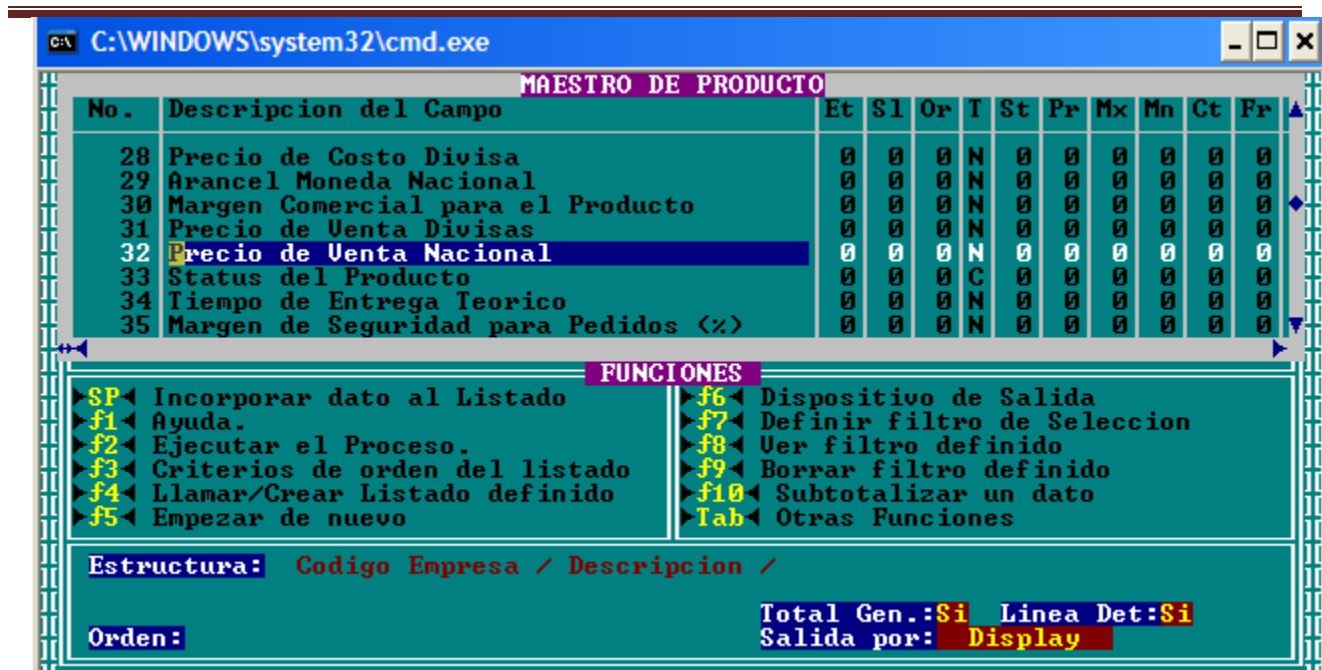 C:\WINDOWS\system32\cmd.exe
MAESTRO DE PRODUCTO
No. Descripcion del Campo Et Sl Or T St Pr Mx Mn Ct Fr
28 Precio de Costo Divisa 0 0 0 N 0 0 0 0 0 0
29 Arancel Moneda Nacional 0 0 0 N 0 0 0 0 0 0
30 Margen Comercial para el Producto 0 0 0 N 0 0 0 0 0 0
31 Precio de Venta Divisas 0 0 0 N 0 0 0 0 0 0
32 Precio de Venta Nacional 0 0 0 N 0 0 0 0 0 0
33 Status del Producto 0 0 0 C 0 0 0 0 0 0
34 Tiempo de Entrega Teorico 0 0 0 N 0 0 0 0 0 0
35 Margen de Seguridad para Pedidos (%) 0 0 0 N 0 0 0 0 0 0
FUNCIONES
SP Incorporar dato al Listado
f1 Ayuda.
f2 Ejecutar el Proceso.
f3 Criterios de orden del listado
f4 Llamar/Crear Listado definido
f5 Empezar de nuevo
f6 Dispositivo de Salida
f7 Definir filtro de Seleccion
f8 Ver filtro definido
f9 Borrar filtro definido
f10 Subtotalizar un dato
Tab Otras Funciones
Estructura: Codigo Empresa / Descripcion /
Total Gen.:Si Linea Det:Si
Orden: Salida por: Display